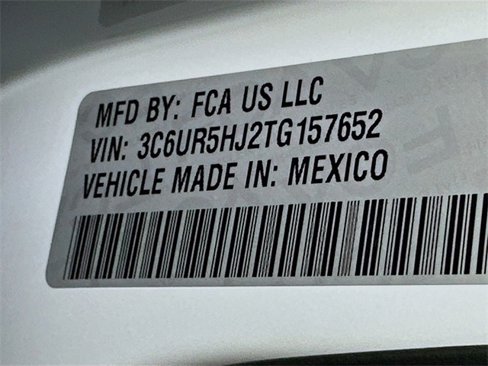 MFD BY: FCA US LLC
VIN: 3C6UR5HJ2TG157652
VEHICLE MADE IN: MEXICO